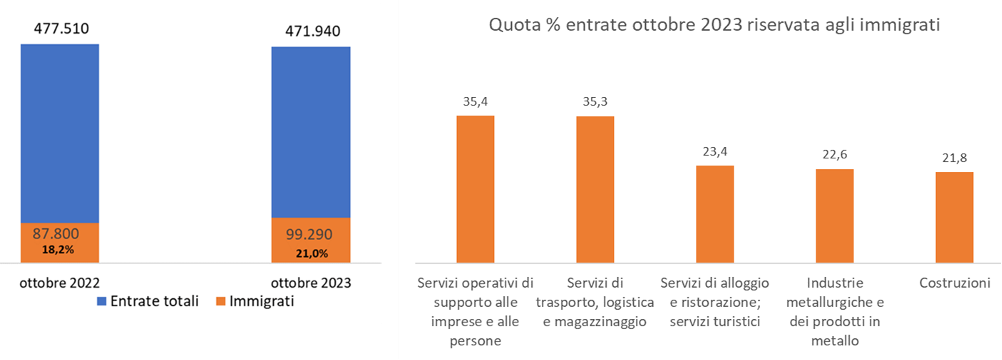 477.510
471.940
87.800
18,2%
99.290
21,0%
ottobre 2022
ottobre 2023
Entrate totali
Immigrati
Quota % entrate ottobre 2023 riservata agli immigrati
35,4
35,3
23,4
22,6
21,8
Servizi operativi di
supporto alle
imprese e alle
persone
Servizi di
trasporto, logistica
e magazzinaggio
Servizi di alloggio
e ristorazione;
servizi turistici
Industrie
metallurgiche e
dei prodotti in
metallo
Costruzioni